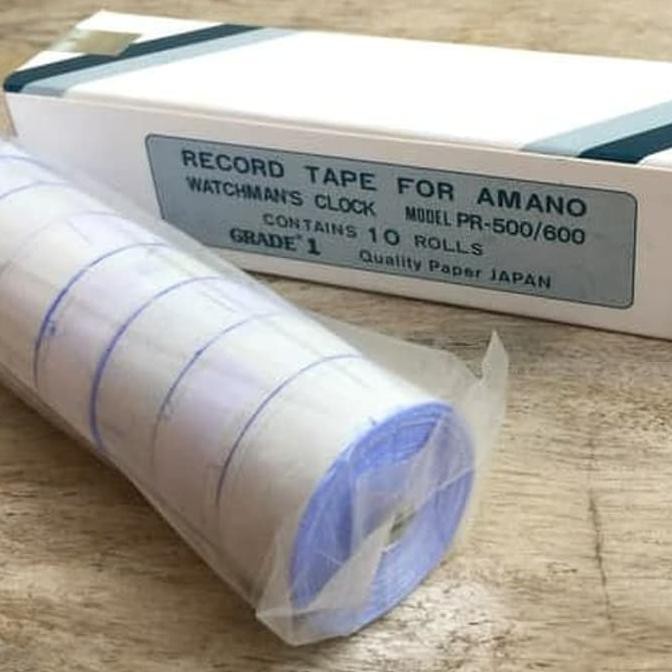 RECORD TAPE FOR AMANO
WATCHMAN'S CLOCK MODEL PR-500/600
CONTAINS 10 ROLLS
GRADE 1 Quality Paper JAPAN